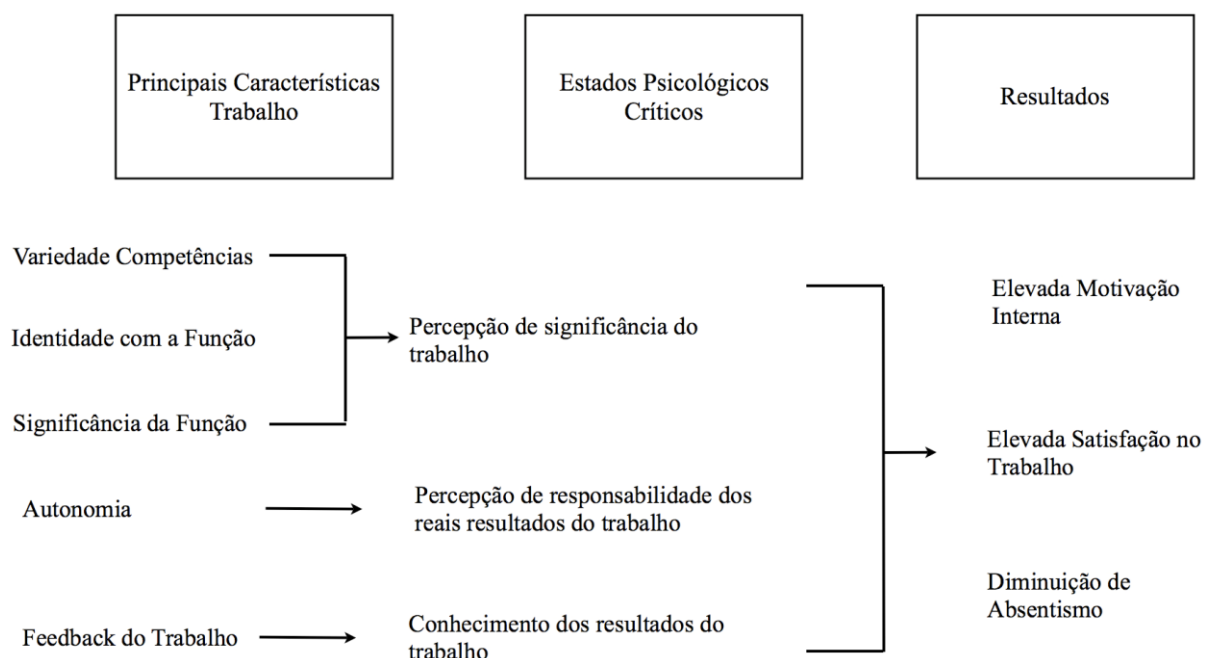 Principais Características
Trabalho
Estados Psicológicos
Críticos
Resultados
Variedade Competências
Identidade com a Função
Significância da Função
Autonomia
Feedback do Trabalho
Percepção de significância do
trabalho
Percepção de responsabilidade dos
reais resultados do trabalho
Conhecimento dos resultados do
trabalho
Elevada Motivação
Interna
Elevada Satisfação no
Trabalho
Diminuição de
Absentismo